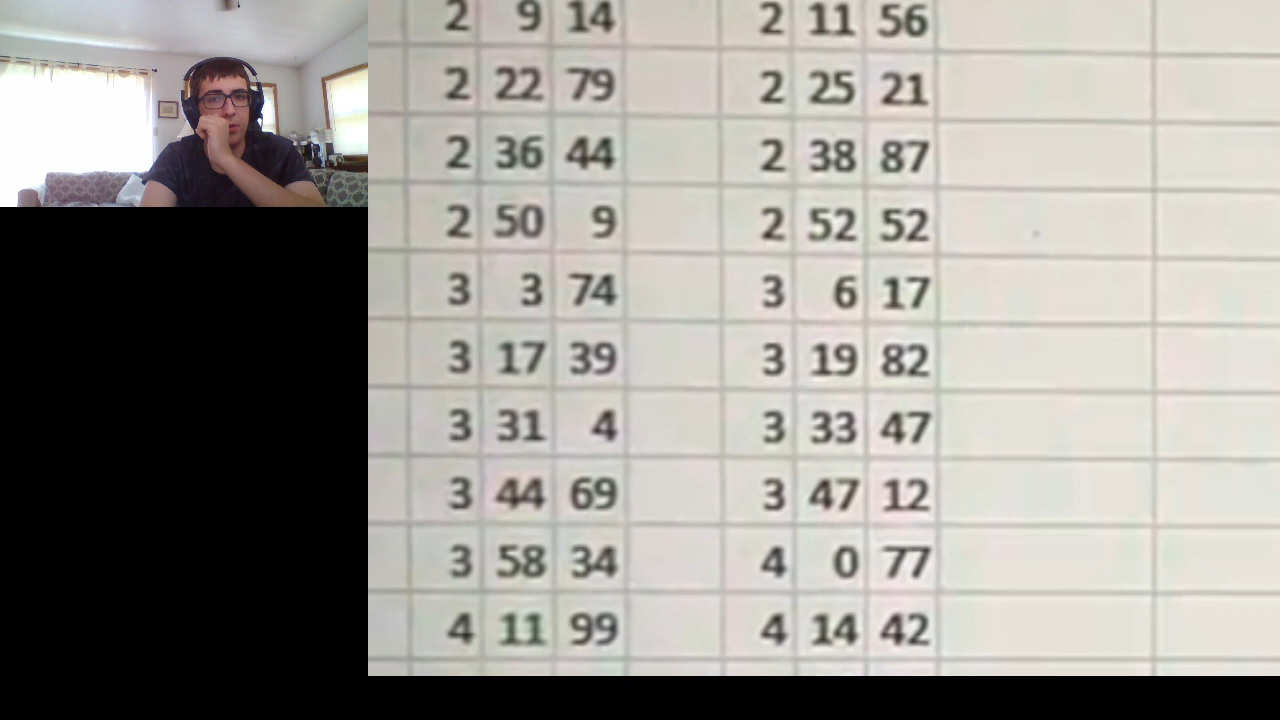 2 9 14 2 11 56
2 22 79 2 25 21
2 36 44 2 38 87
2 50 9 2 52 52
3 3 74 3 6 17
3 17 39 3 19 82
3 31 4 3 33 47
3 44 69 3 47 12
3 58 34 4 0 77
4 11 99 4 14 42